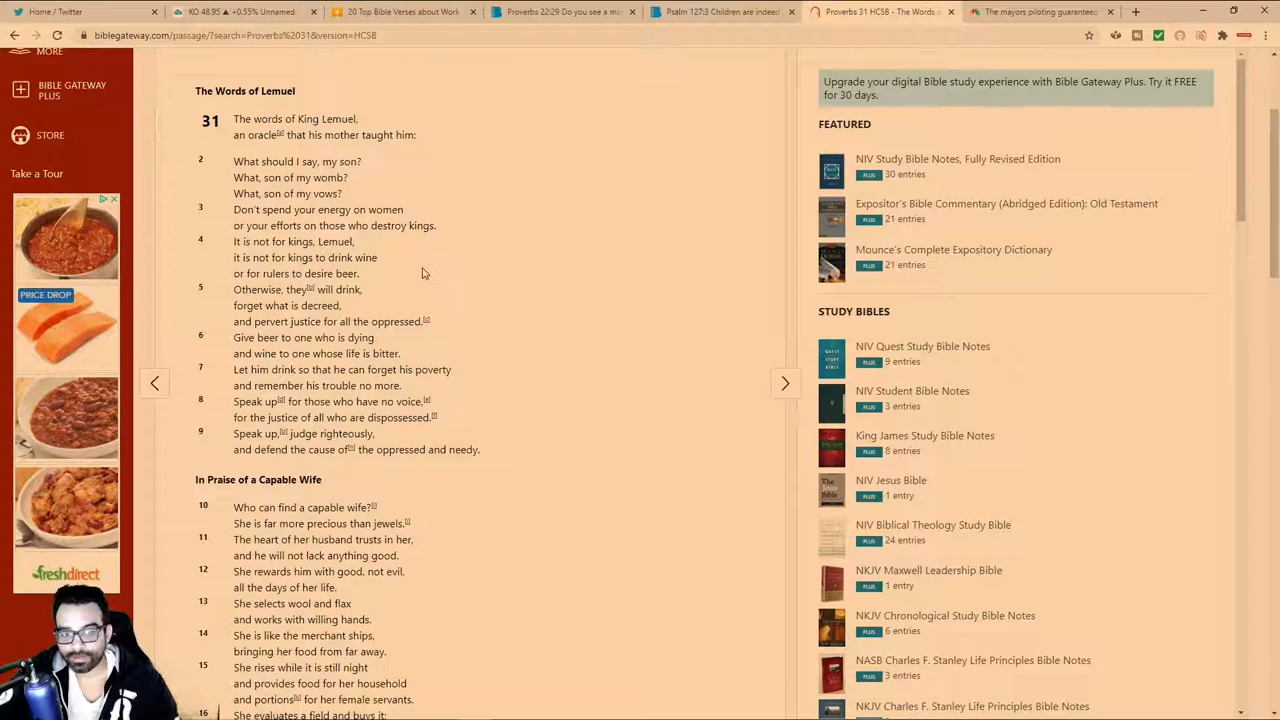 Home / Twitter
KO 48.95 ▲ +0.55% Unnamed
20 Top Bible Verses about Work
Proverbs 22:29 Do you see a ma
Psalm 127:3 Children are indeed
Proverbs 31 HCSB - The Words o
The mayors piloting guaranteed
biblegateway.com/passage/?search=Proverbs%2031&version=HCSB
MORE
BIBLE GATEWAY
PLUS
STORE
Take a Tour
PRICE DROP
freshdirect
The Words of Lemuel
31 The words of King Lemuel,
an oracle[a] that his mother taught him:
2 What should I say, my son?
What, son of my womb?
What, son of my vows?
3 Don't spend your energy on women
or your efforts on those who destroy kings.
4 It is not for kings, Lemuel,
it is not for kings to drink wine
or for rulers to desire beer.
5 Otherwise, they[b] will drink,
forget what is decreed,
and pervert justice for all the oppressed.[c]
6 Give beer to one who is dying
and wine to one whose life is bitter.
7 Let him drink so that he can forget his poverty
and remember his trouble no more.
8 Speak up[d] for those who have no voice,[e]
for the justice of all who are dispossessed.[f]
9 Speak up,[g] judge righteously,
and defend the cause of[h] the oppressed and needy.
In Praise of a Capable Wife
10 Who can find a capable wife?[i]
She is far more precious than jewels.[j]
11 The heart of her husband trusts in her,
and he will not lack anything good.
12 She rewards him with good, not evil,
all the days of her life.
13 She selects wool and flax
and works with willing hands.
14 She is like the merchant ships,
bringing her food from far away.
15 She rises while it is still night
and provides food for her household
and portions[k] for her female servants.
16 She evaluates a field and buys it;
Upgrade your digital Bible study experience with Bible Gateway Plus. Try it FREE
for 30 days.
FEATURED
NIV Study Bible Notes, Fully Revised Edition
PLUS 30 entries
Expositor's Bible Commentary (Abridged Edition): Old Testament
PLUS 21 entries
Mounce's Complete Expository Dictionary
PLUS 21 entries
STUDY BIBLES
NIV Quest Study Bible Notes
PLUS 9 entries
NIV Student Bible Notes
PLUS 3 entries
King James Study Bible Notes
PLUS 8 entries
NIV Jesus Bible
PLUS 1 entry
NIV Biblical Theology Study Bible
PLUS 24 entries
NKJV Maxwell Leadership Bible
PLUS 1 entry
NKJV Chronological Study Bible Notes
PLUS 6 entries
NASB Charles F. Stanley Life Principles Bible Notes
PLUS 3 entries
NKJV Charles F. Stanley Life Principles Bible Notes